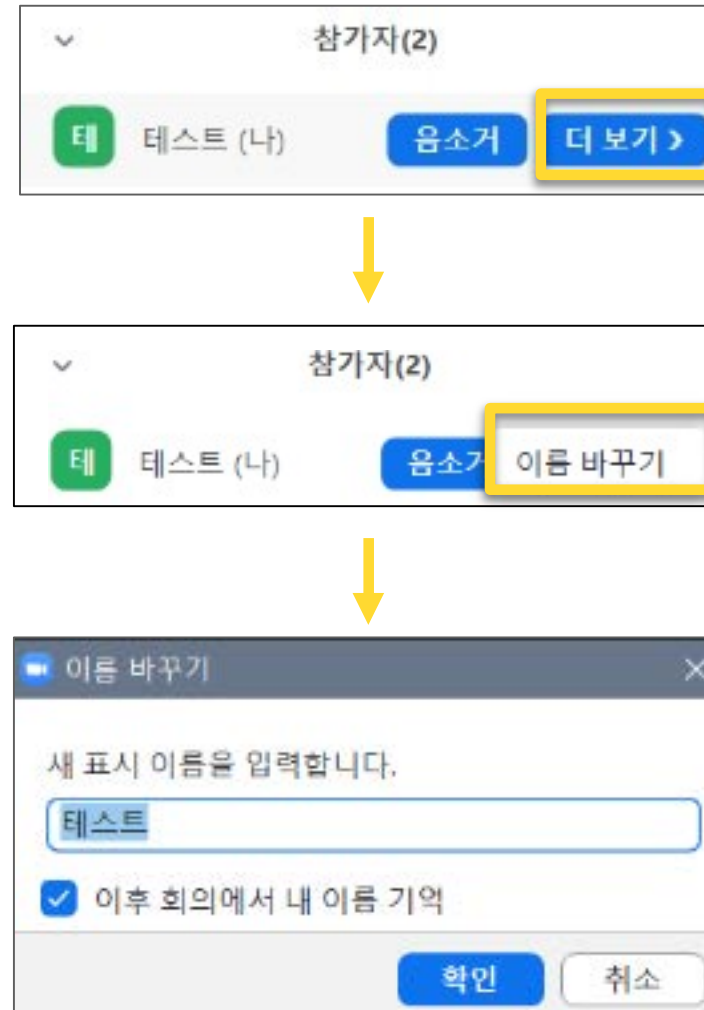 참가자(2)
테 테스트 (나) 음소거 더 보기 >
참가자(2)
테 테스트 (나) 음소거 이름 바꾸기
이름 바꾸기
새 표시 이름을 입력합니다.
테스트
이후 회의에서 내 이름 기억
확인 취소